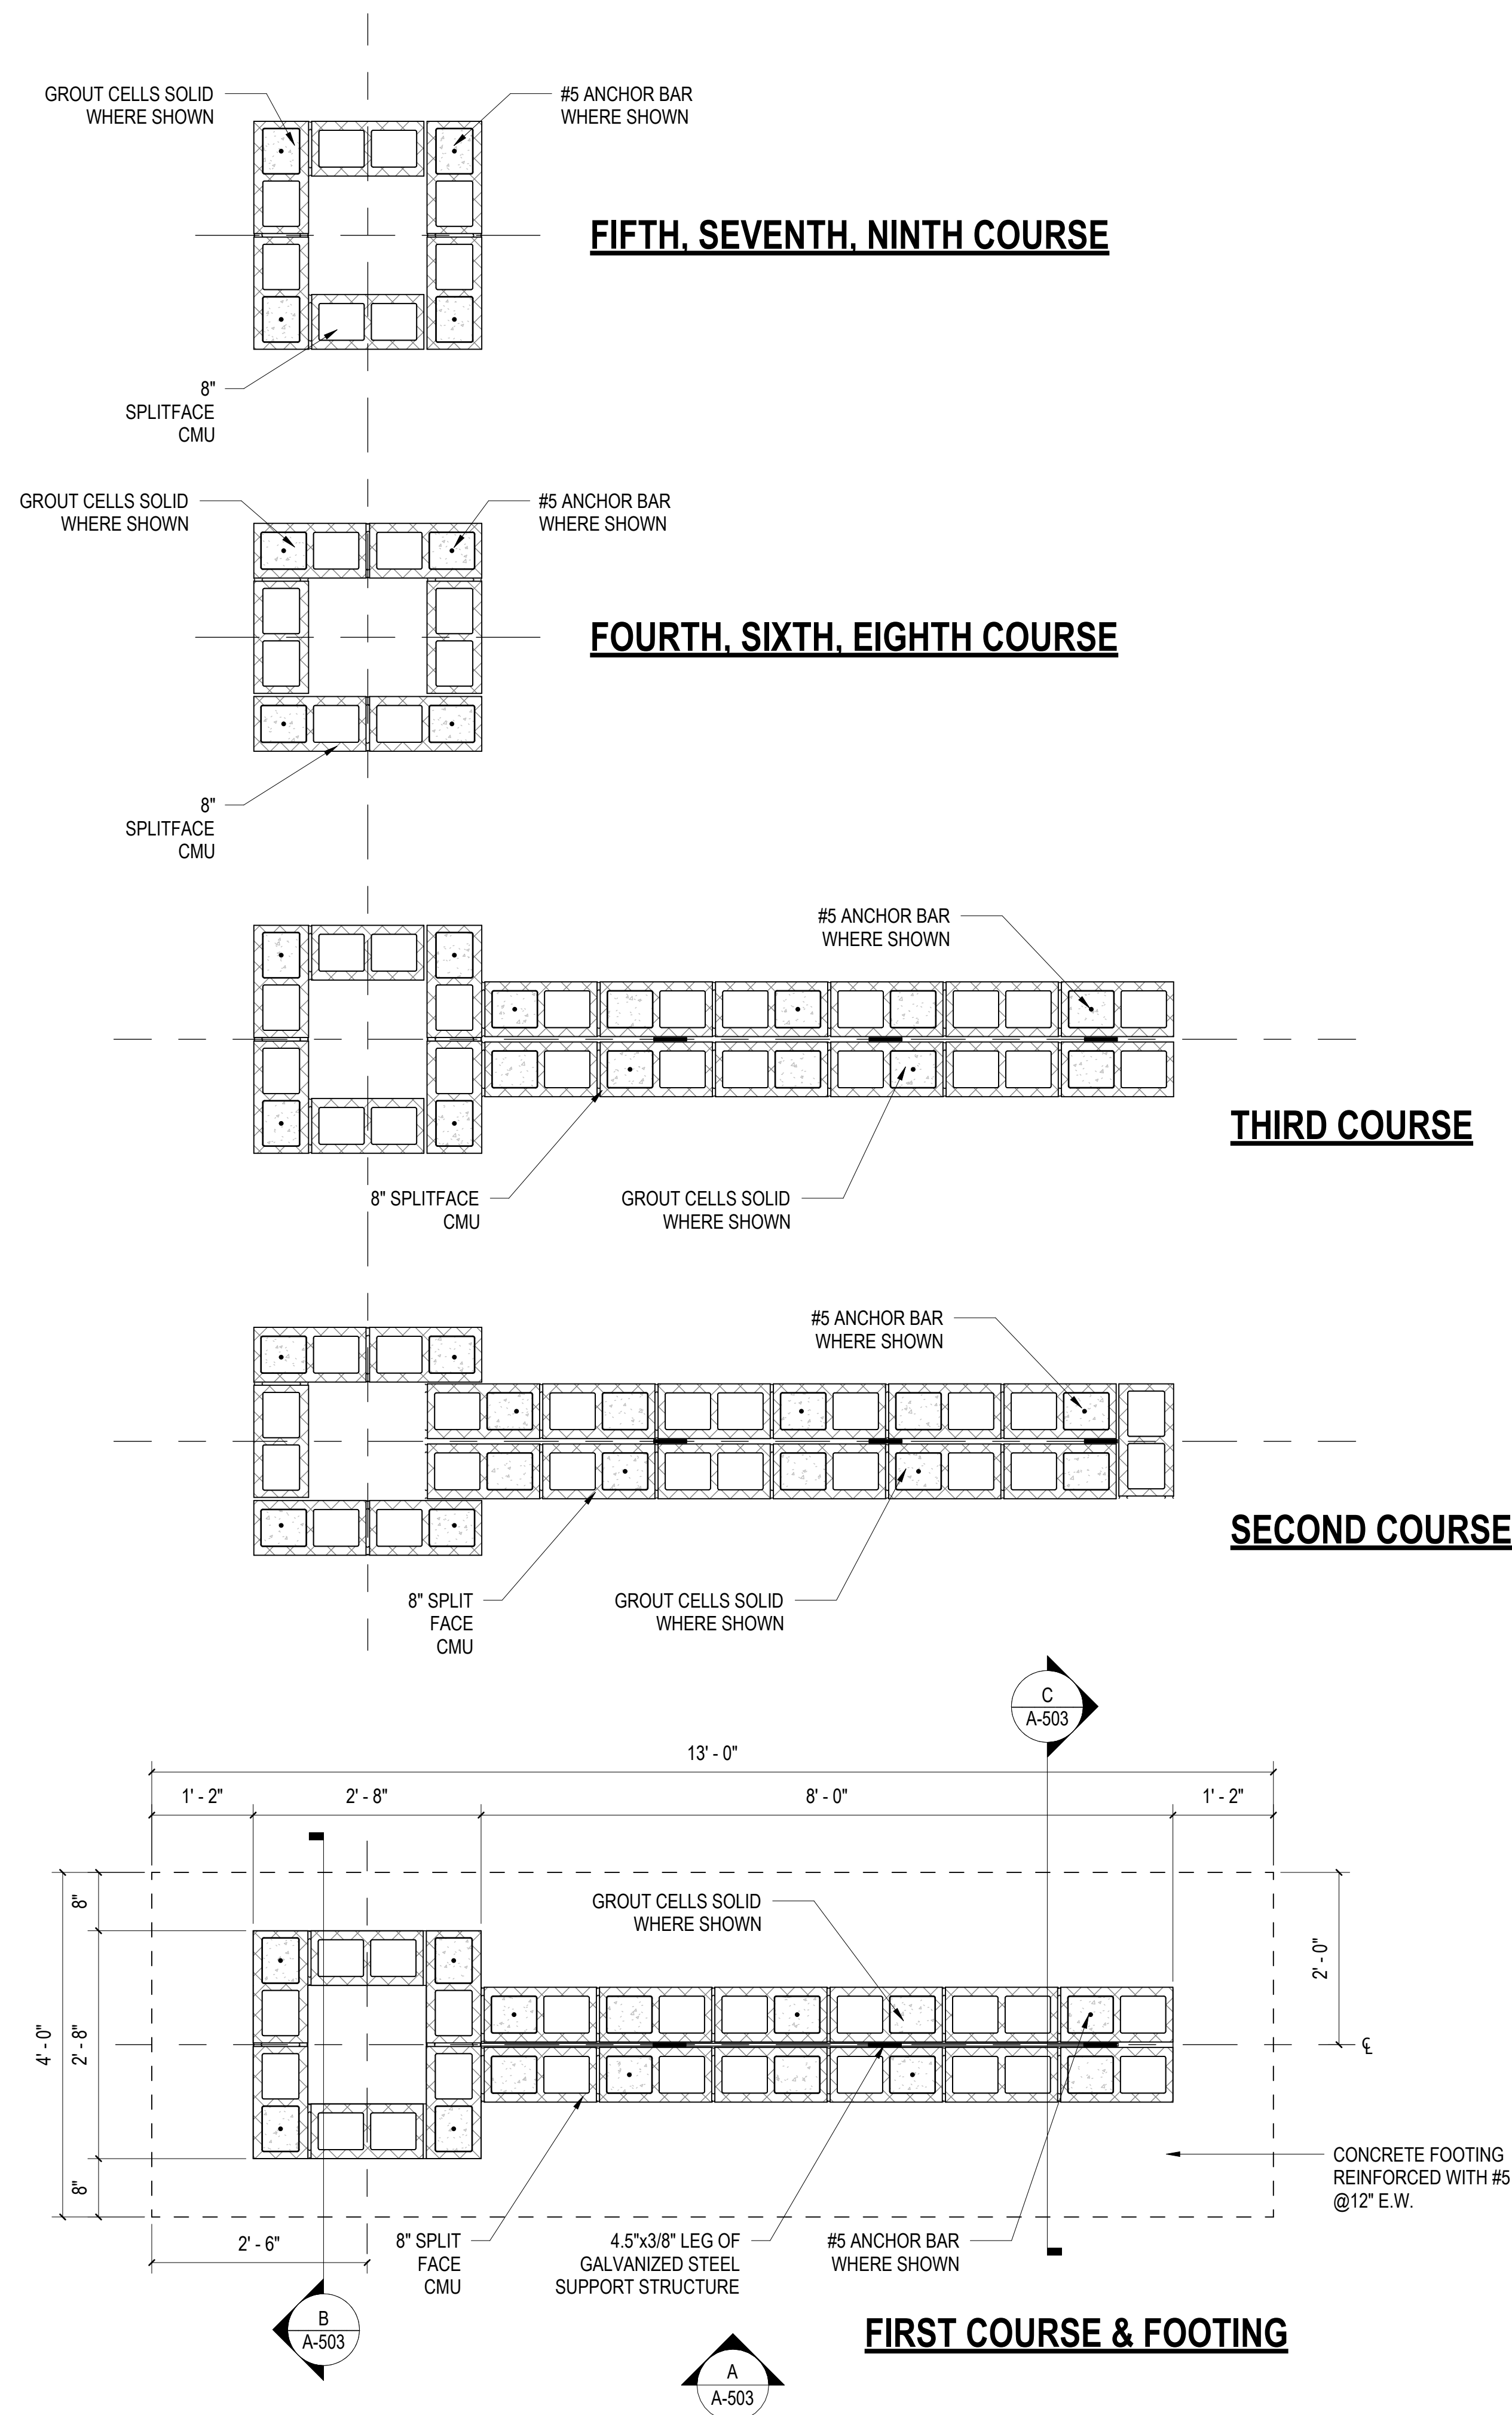 GROUT CELLS SOLID
WHERE SHOWN
#5 ANCHOR BAR
WHERE SHOWN
FIFTH, SEVENTH, NINTH COURSE
8"
SPLITFACE
CMU
GROUT CELLS SOLID
WHERE SHOWN
#5 ANCHOR BAR
WHERE SHOWN
FOURTH, SIXTH, EIGHTH COURSE
8"
SPLITFACE
CMU
#5 ANCHOR BAR
WHERE SHOWN
THIRD COURSE
8" SPLITFACE
CMU
GROUT CELLS SOLID
WHERE SHOWN
#5 ANCHOR BAR
WHERE SHOWN
SECOND COURSE
8" SPLIT
FACE
CMU
GROUT CELLS SOLID
WHERE SHOWN
C
A-503
13' - 0"
1' - 2"
2' - 8"
8' - 0"
1' - 2"
8"
4' - 0"
2' - 8"
8"
GROUT CELLS SOLID
WHERE SHOWN
2' - 0"
℄
CONCRETE FOOTING
REINFORCED WITH #5
@12" E.W.
2' - 6"
8" SPLIT
FACE
CMU
4.5"x3/8" LEG OF
GALVANIZED STEEL
SUPPORT STRUCTURE
#5 ANCHOR BAR
WHERE SHOWN
B
A-503
FIRST COURSE & FOOTING
A
A-503